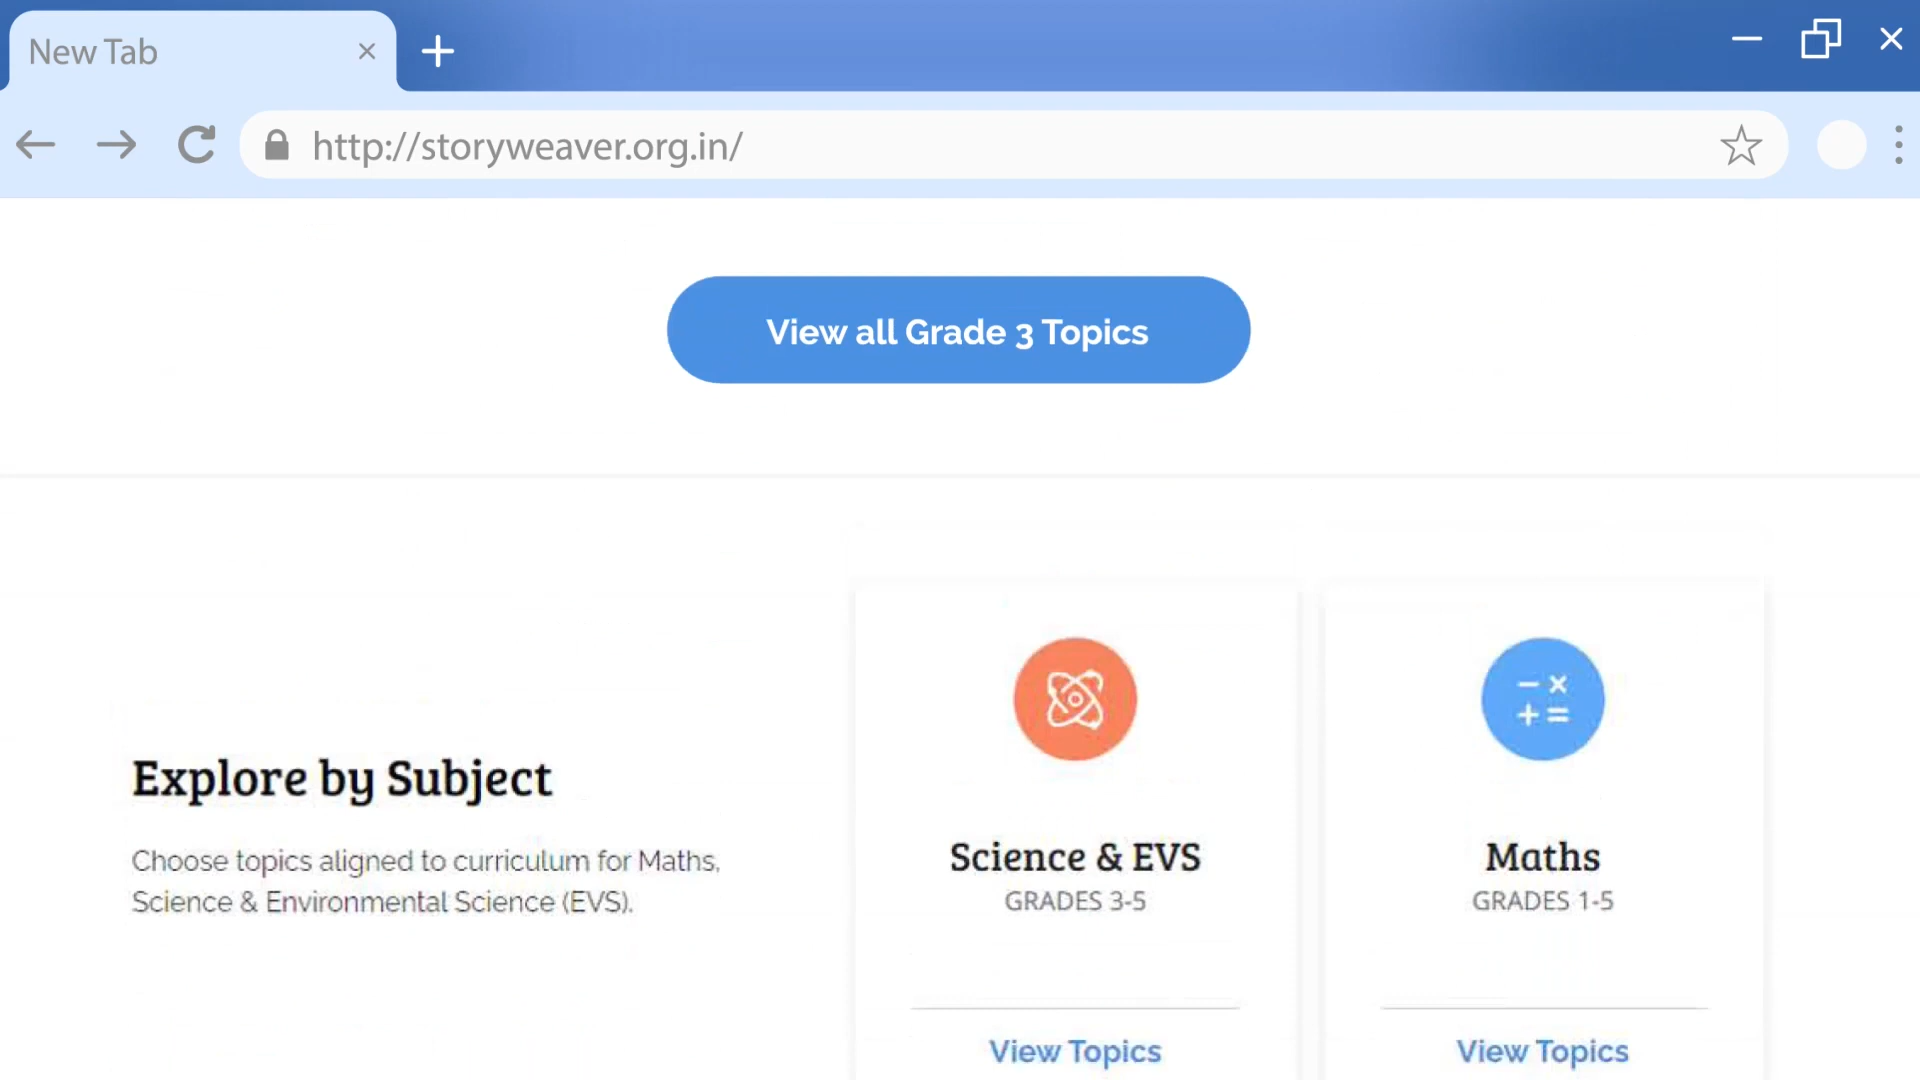 New Tab
http://storyweaver.org.in/
View all Grade 3 Topics
Explore by Subject
Choose topics aligned to curriculum for Maths,
Science & Environmental Science (EVS).
Science & EVS
GRADES 3-5
View Topics
Maths
GRADES 1-5
View Topics